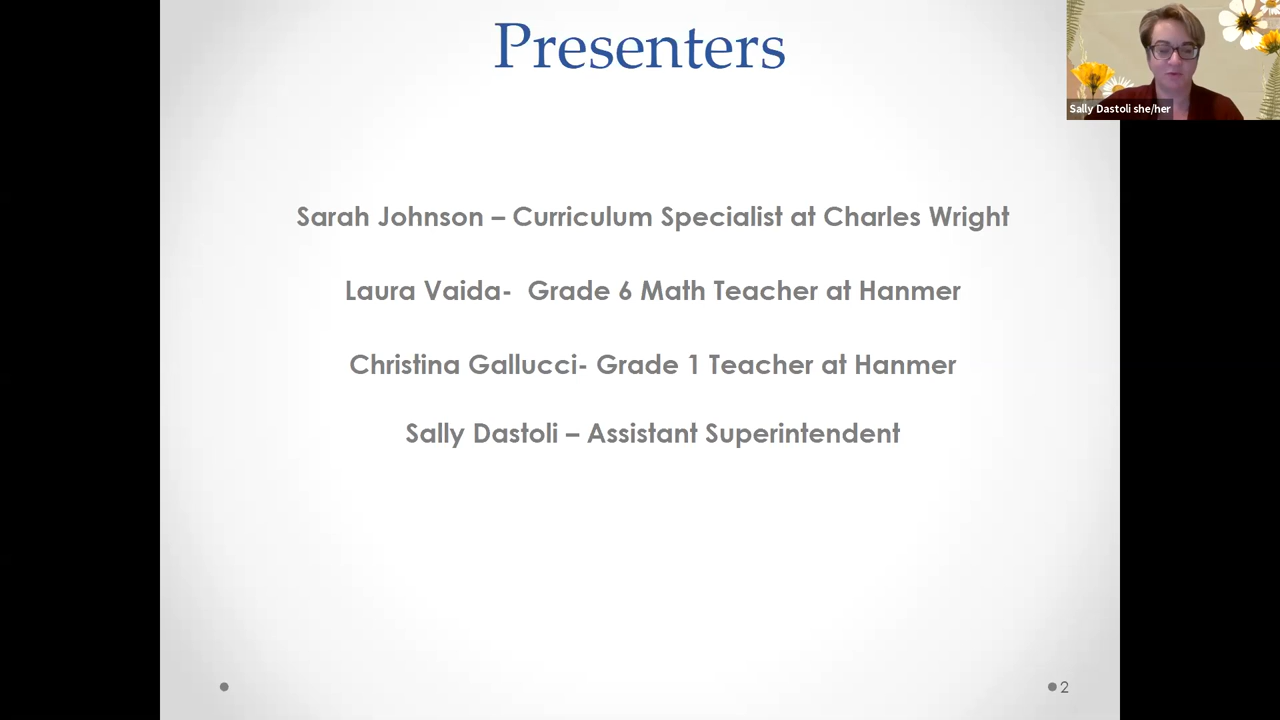 Presenters
Sally Dastoli she/her
Sarah Johnson – Curriculum Specialist at Charles Wright
Laura Vaida-  Grade 6 Math Teacher at Hanmer
Christina Gallucci- Grade 1 Teacher at Hanmer
Sally Dastoli – Assistant Superintendent
2